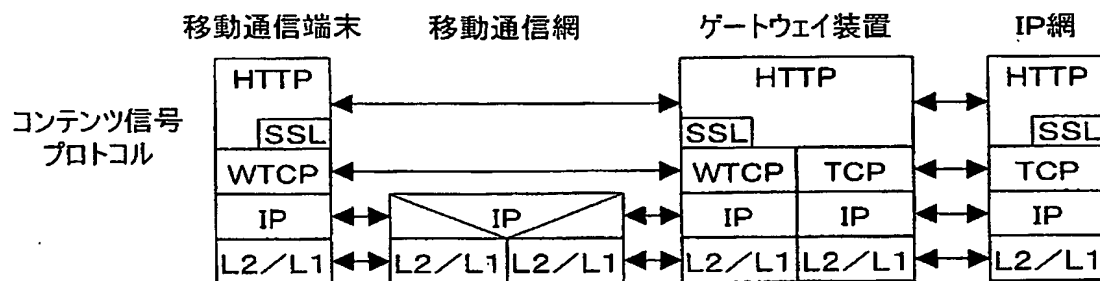 移動通信端末 移動通信網 ゲートウェイ装置 IP網
HTTP HTTP HTTP
コンテンツ信号
プロトコル
SSL SSL SSL
WTCP WTCP TCP TCP
IP IP IP IP IP
L2/L1 L2/L1 L2/L1 L2/L1 L2/L1 L2/L1